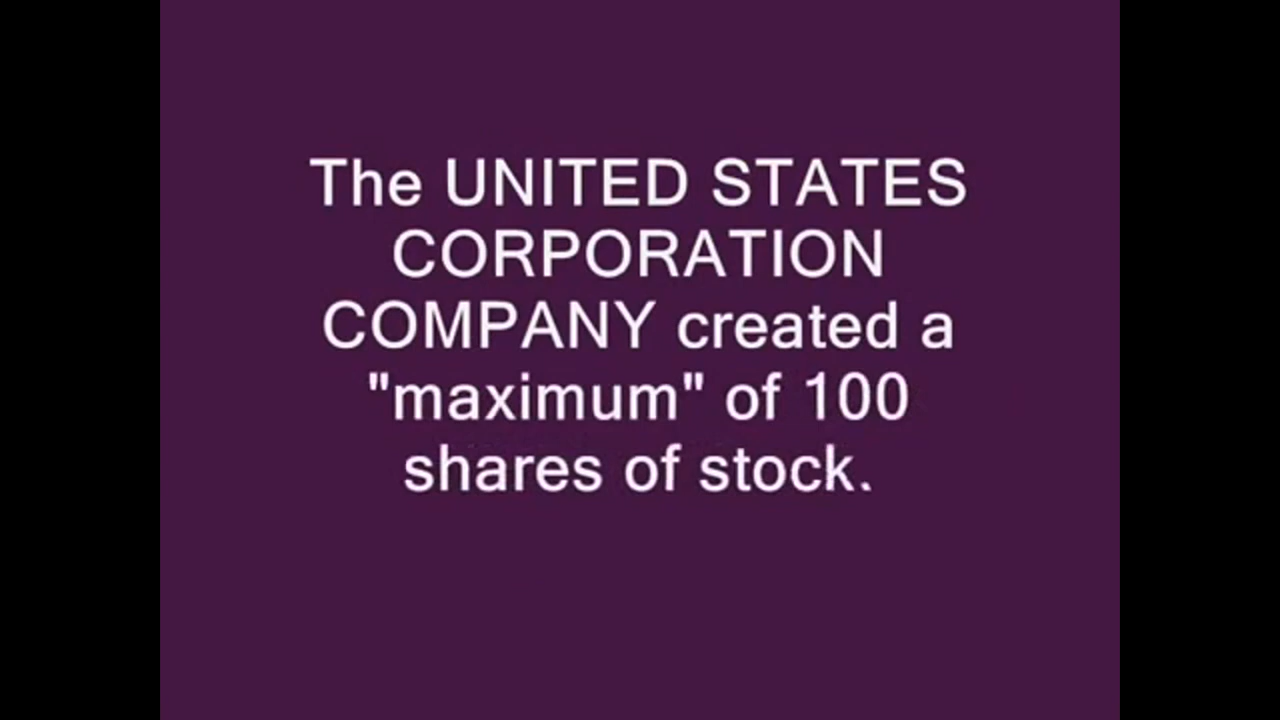 The UNITED STATES
CORPORATION
COMPANY created a
"maximum" of 100
shares of stock.